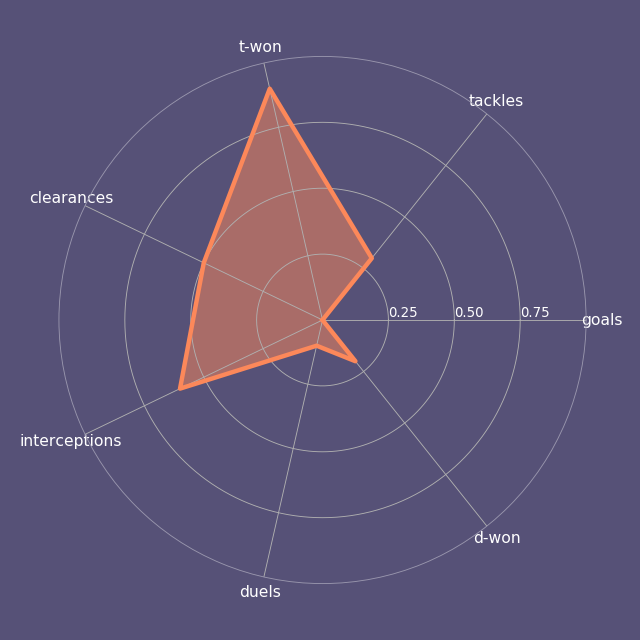 t-won
tackles
clearances
0.25 0.50 0.75
goals
interceptions
d-won
duels